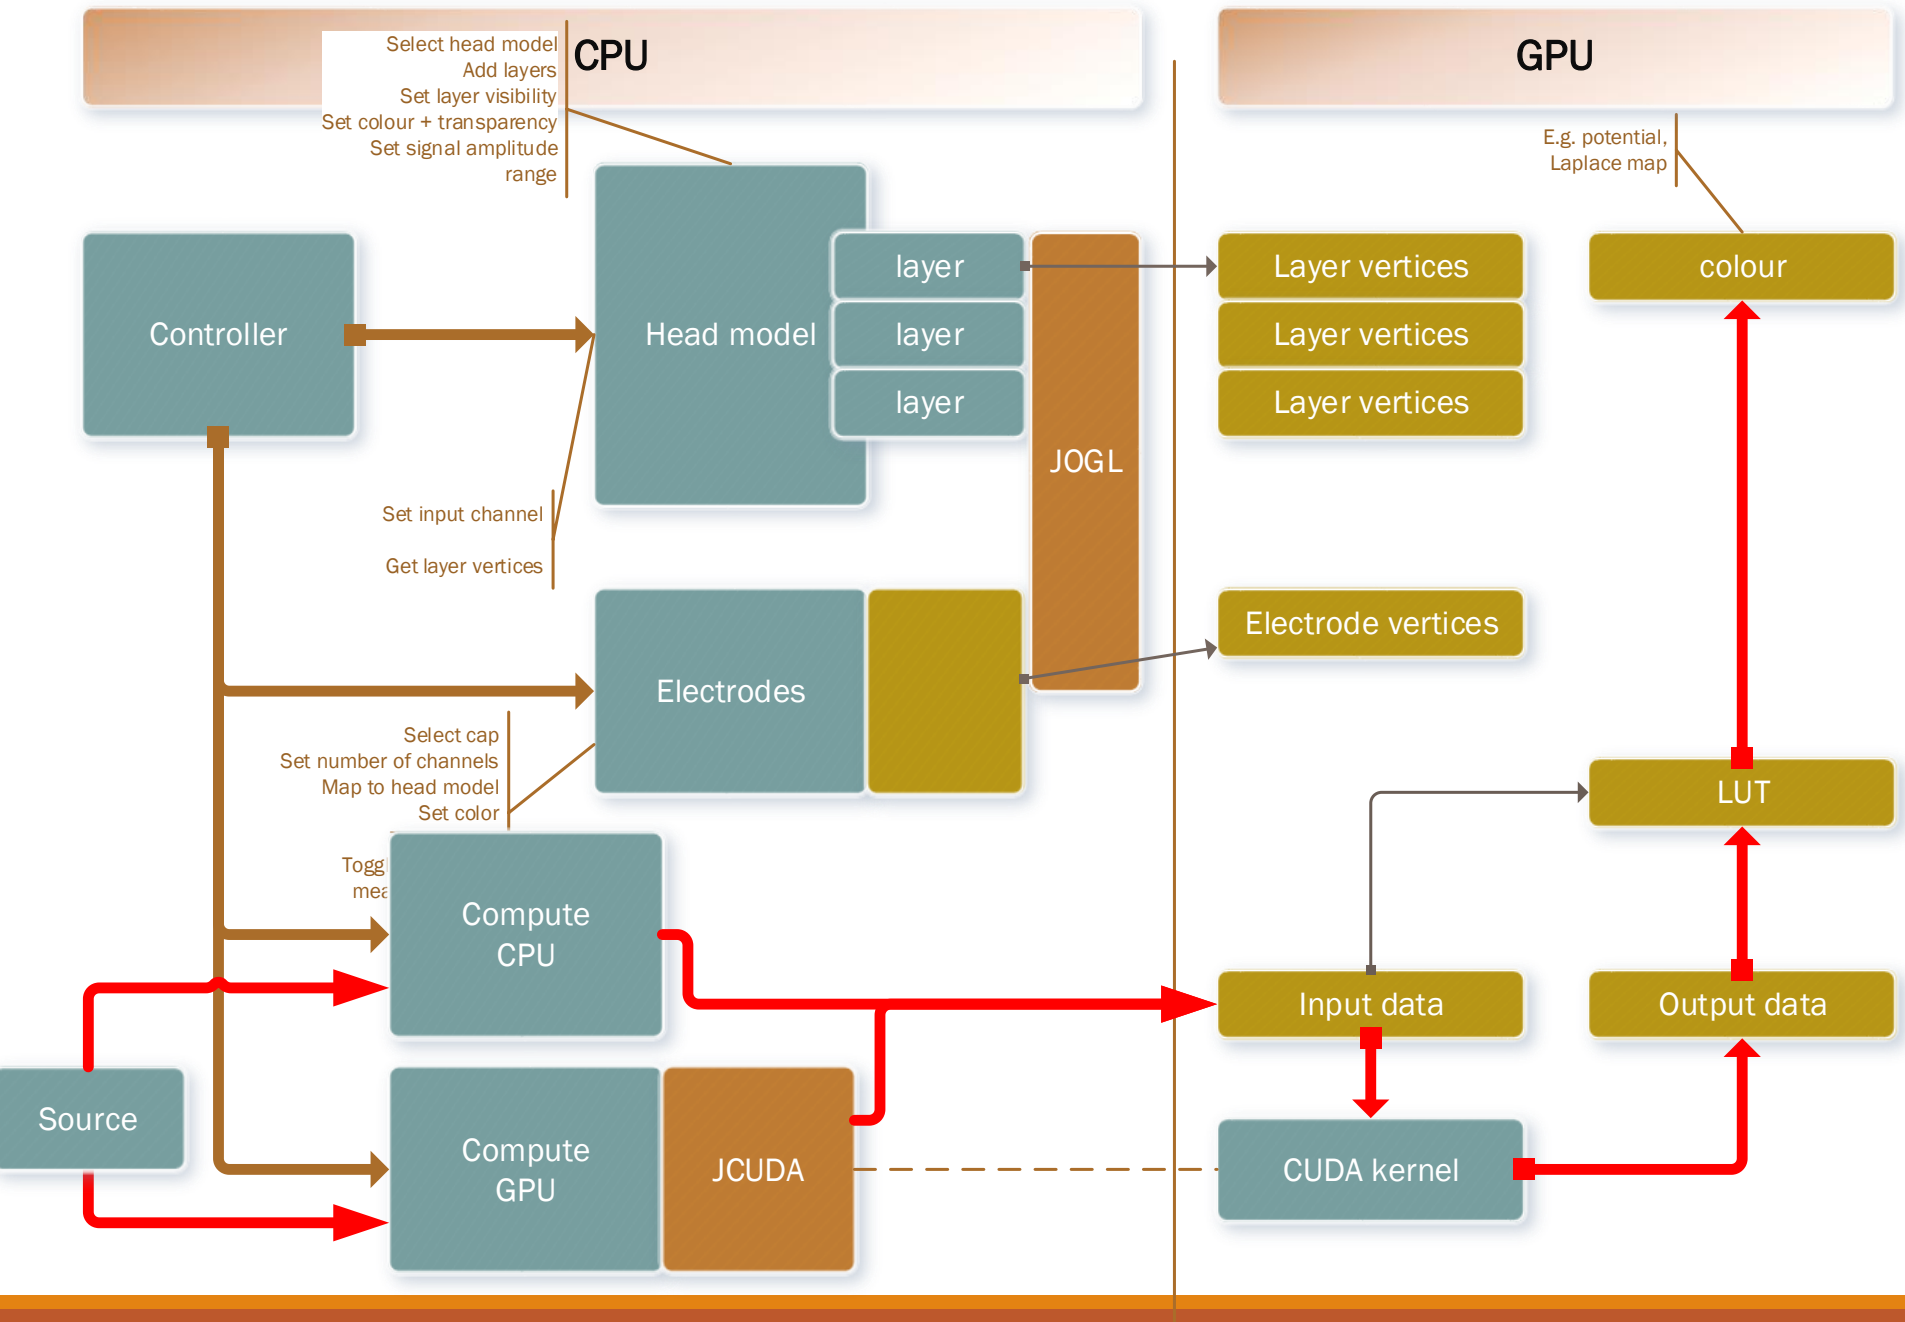 CPU
GPU
Select head model
Add layers
Set layer visibility
Set colour + transparency
Set signal amplitude
range
E.g. potential,
Laplace map
Controller
Head model
layer
layer
layer
JOGL
Layer vertices
Layer vertices
Layer vertices
colour
Set input channel
Get layer vertices
Electrodes
Electrode vertices
Select cap
Set number of channels
Map to head model
Set color
LUT
Compute
CPU
Input data
Output data
Source
Compute
GPU
JCUDA
CUDA kernel